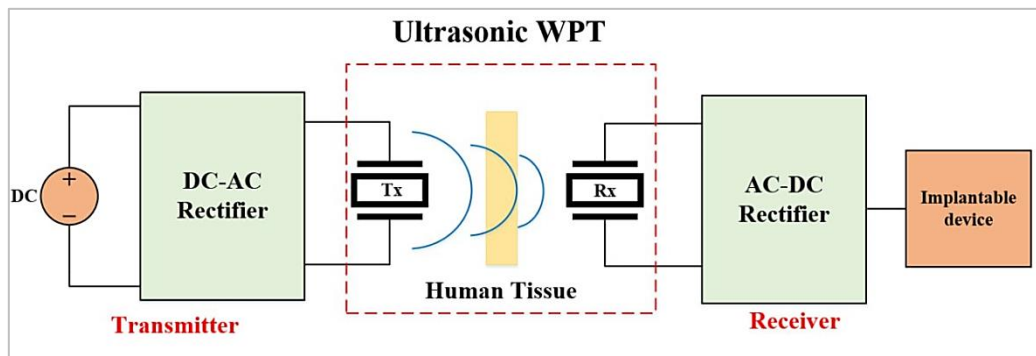 Ultrasonic WPT
DC
+
−
DC-AC
Rectifier
Tx
Rx
Human Tissue
AC-DC
Rectifier
Implantable
device
Transmitter
Receiver